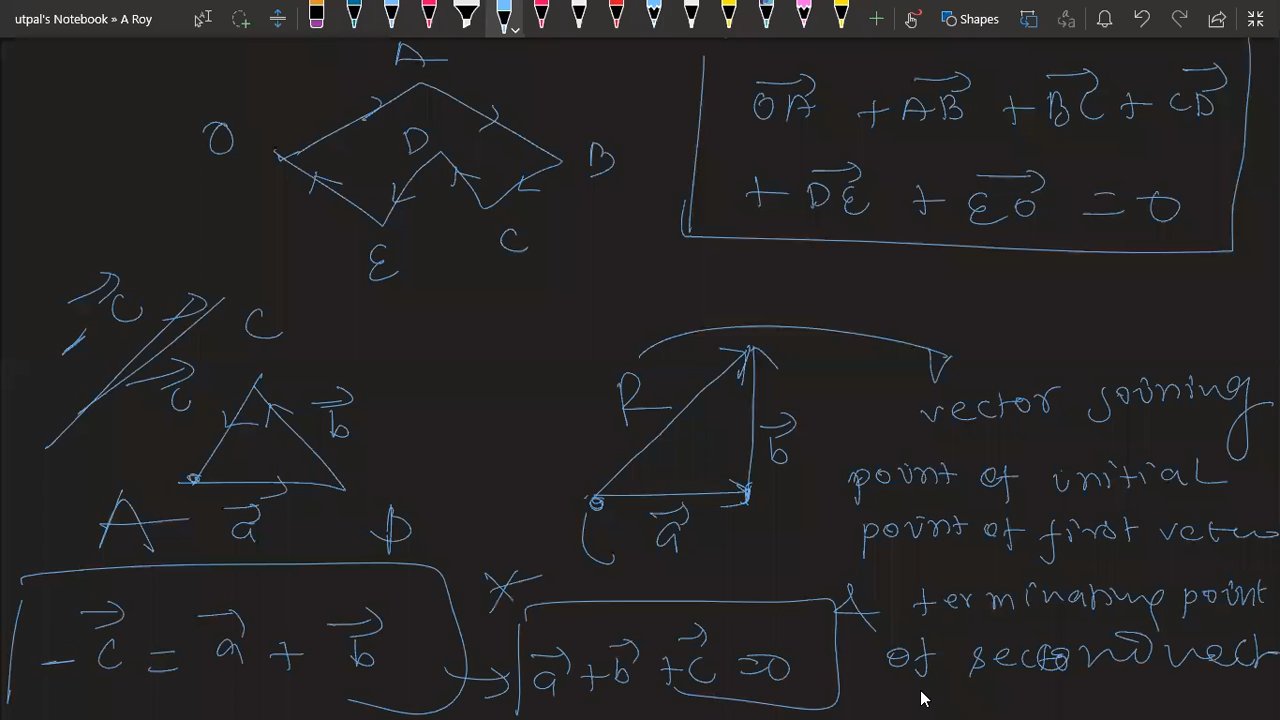 utpal's Notebook » A Roy
Shapes
A
O
D
B
C
E
OA + AB + BC + CD
+ DE + EO = 0
c
c
C
b
A
a
B
R
b
a
vector joining
point of initial
point of first vector
& terminating point
of second vect
- c = a + b
a + b + c = 0